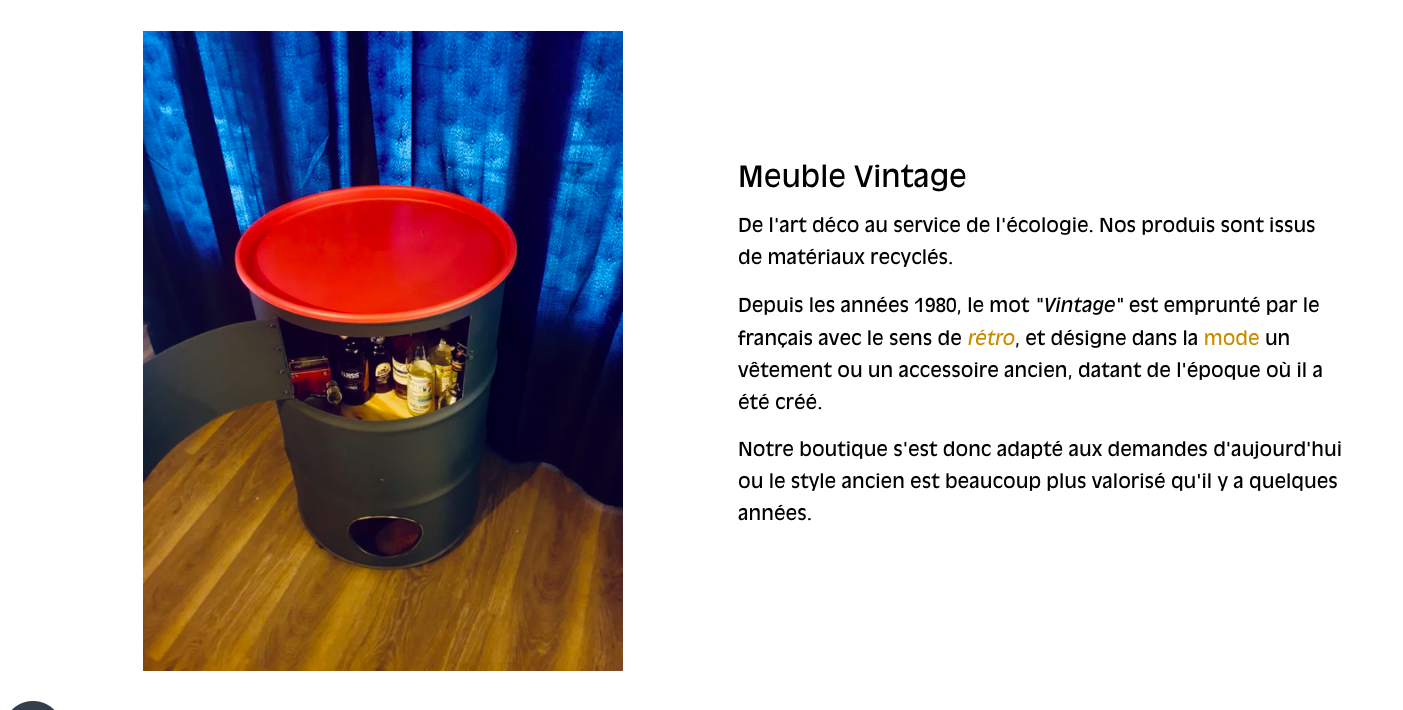 Meuble Vintage
De l'art déco au service de l'écologie. Nos produis sont issus
de matériaux recyclés.
Depuis les années 1980, le mot "Vintage" est emprunté par le
français avec le sens de rétro, et désigne dans la mode un
vêtement ou un accessoire ancien, datant de l'époque où il a
été créé.
Notre boutique s'est donc adapté aux demandes d'aujourd'hui
ou le style ancien est beaucoup plus valorisé qu'il y a quelques
années.